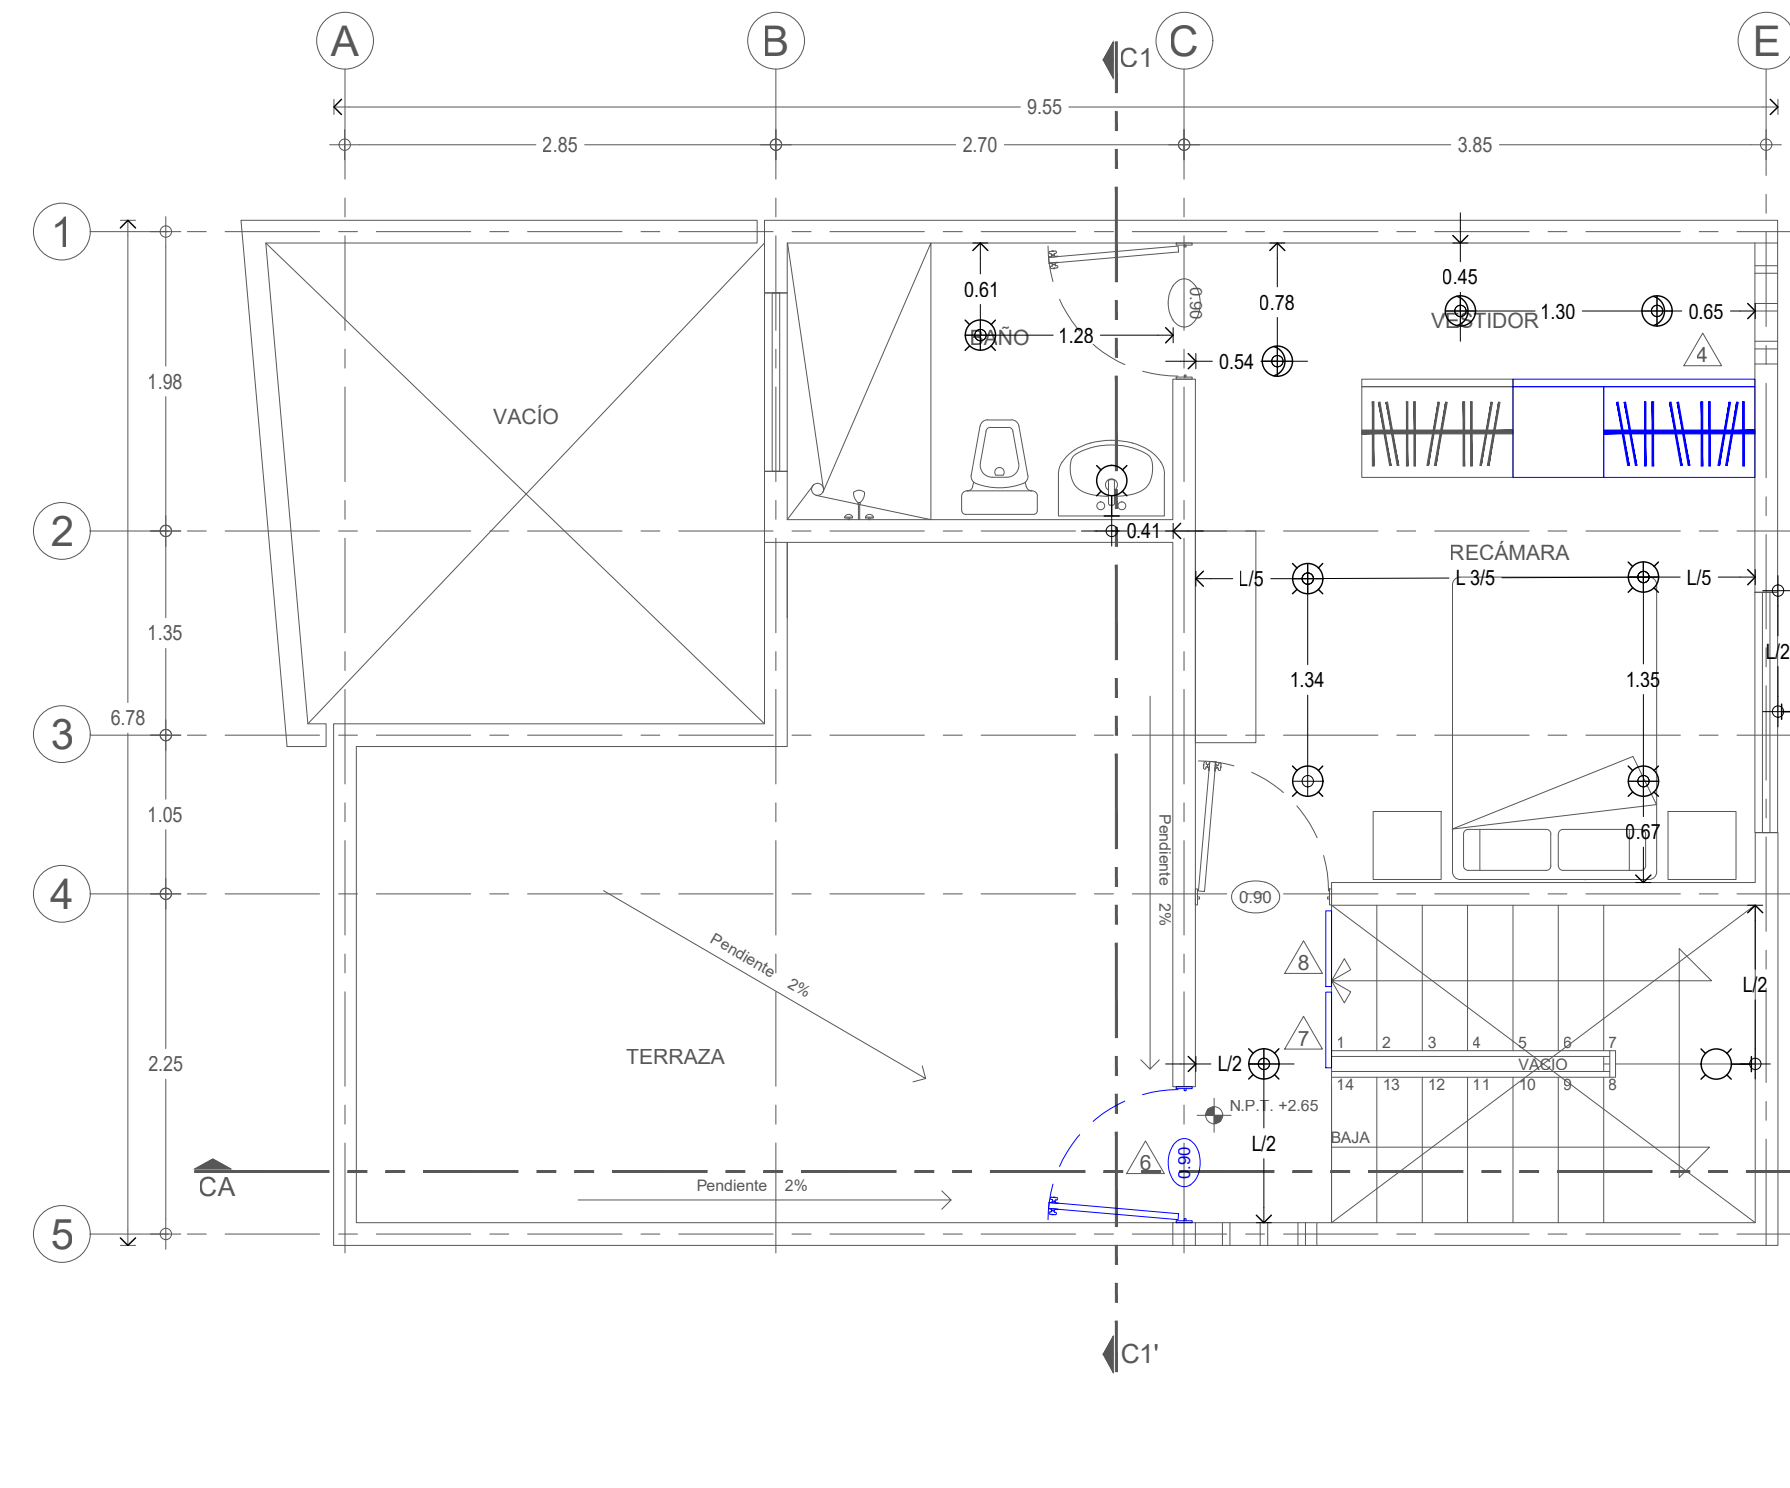 A
B
C
E
C1
9.55
2.85
2.70
3.85
1
0.61
BAÑO
1.28
0.90
0.78
0.54
0.45
VESTIDOR
1.30
0.65
4
1.98
VACÍO
2
0.41
RECÁMARA
L/5
L 3/5
L/5
1.35
L/2
1.34
1.35
6.78
3
1.05
Pendiente 2%
0.67
4
0.90
Pendiente 2%
8
L/2
7
1 2 3 4 5 6 7
2.25
TERRAZA
L/2
VACIO
14 13 12 11 10 9 8
N.P.T. +2.65
BAJA
L/2
6
0.90
CA
Pendiente 2%
5
C1'